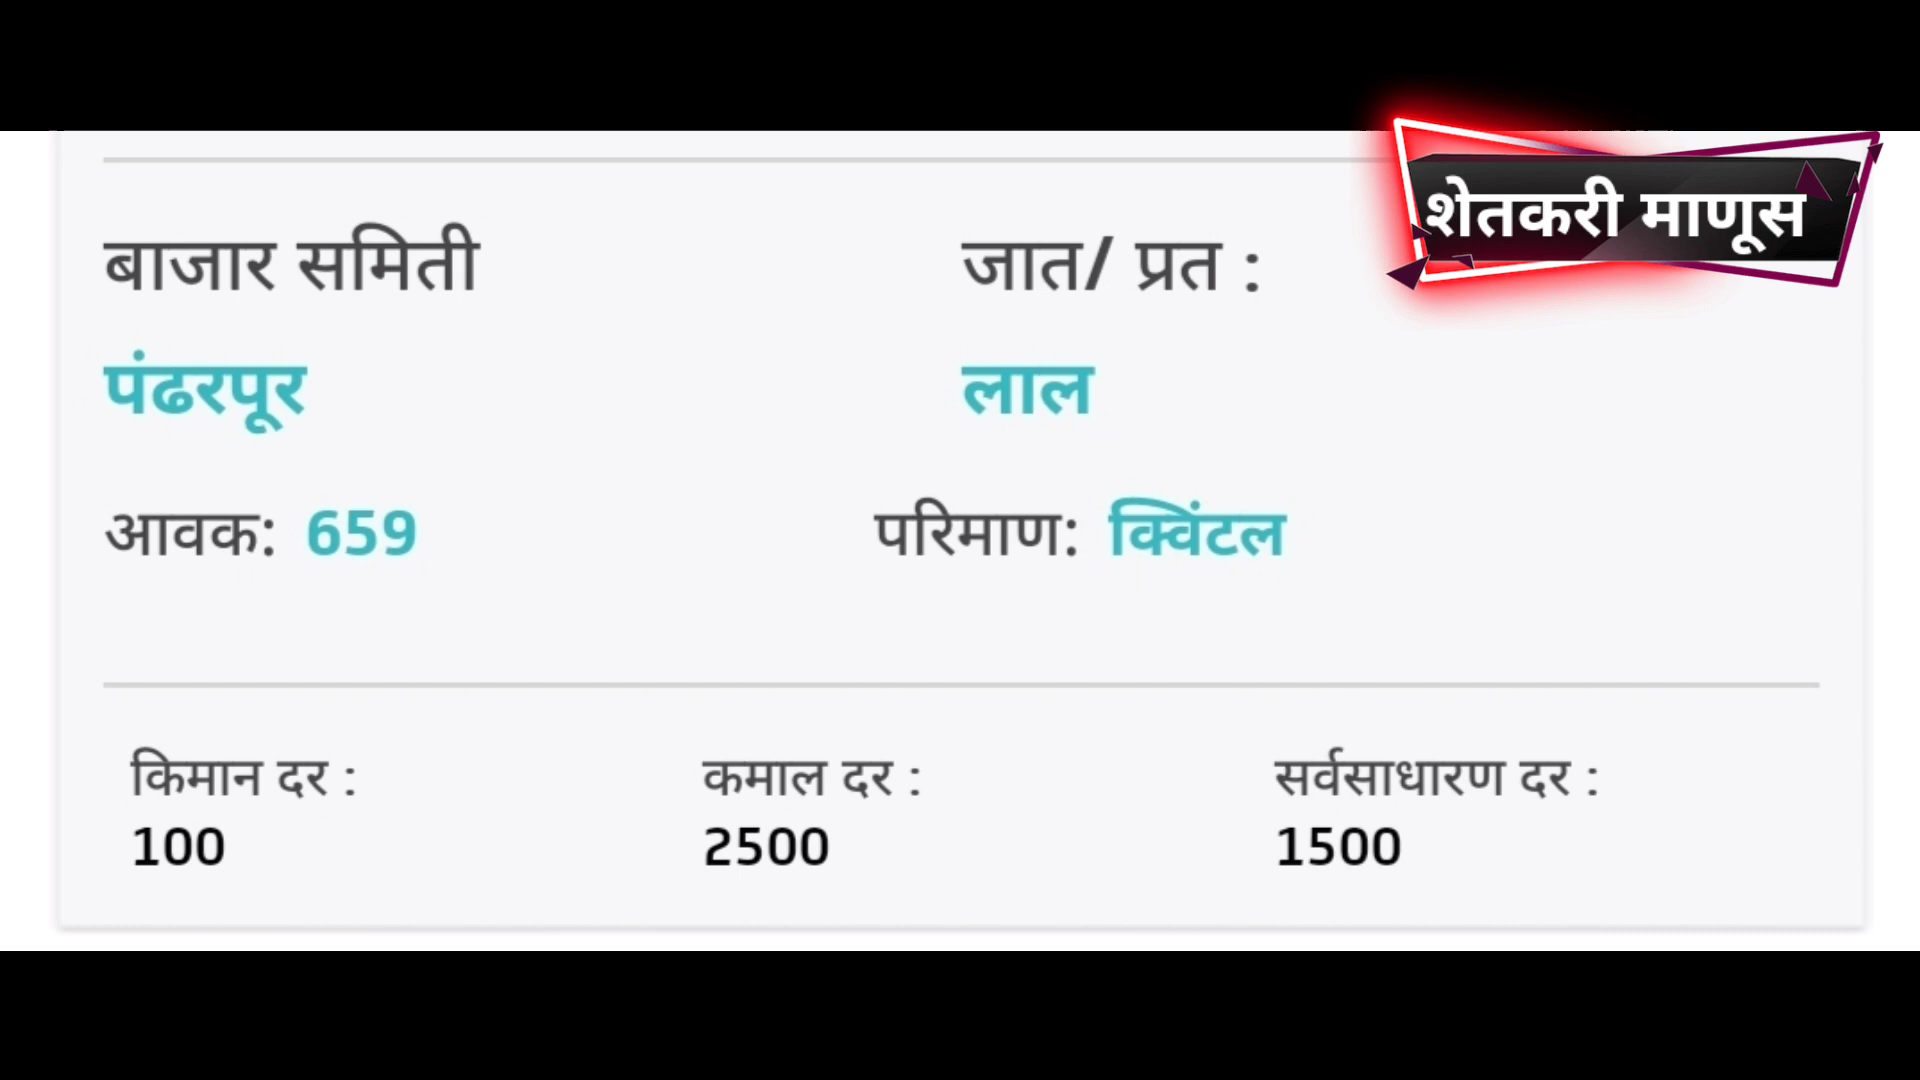 शेतकरी माणूस
बाजार समिती
जात/ प्रत :
पंढरपूर
लाल
आवक: 659
परिमाण: क्विंटल
किमान दर :
कमाल दर :
सर्वसाधारण दर :
100
2500
1500